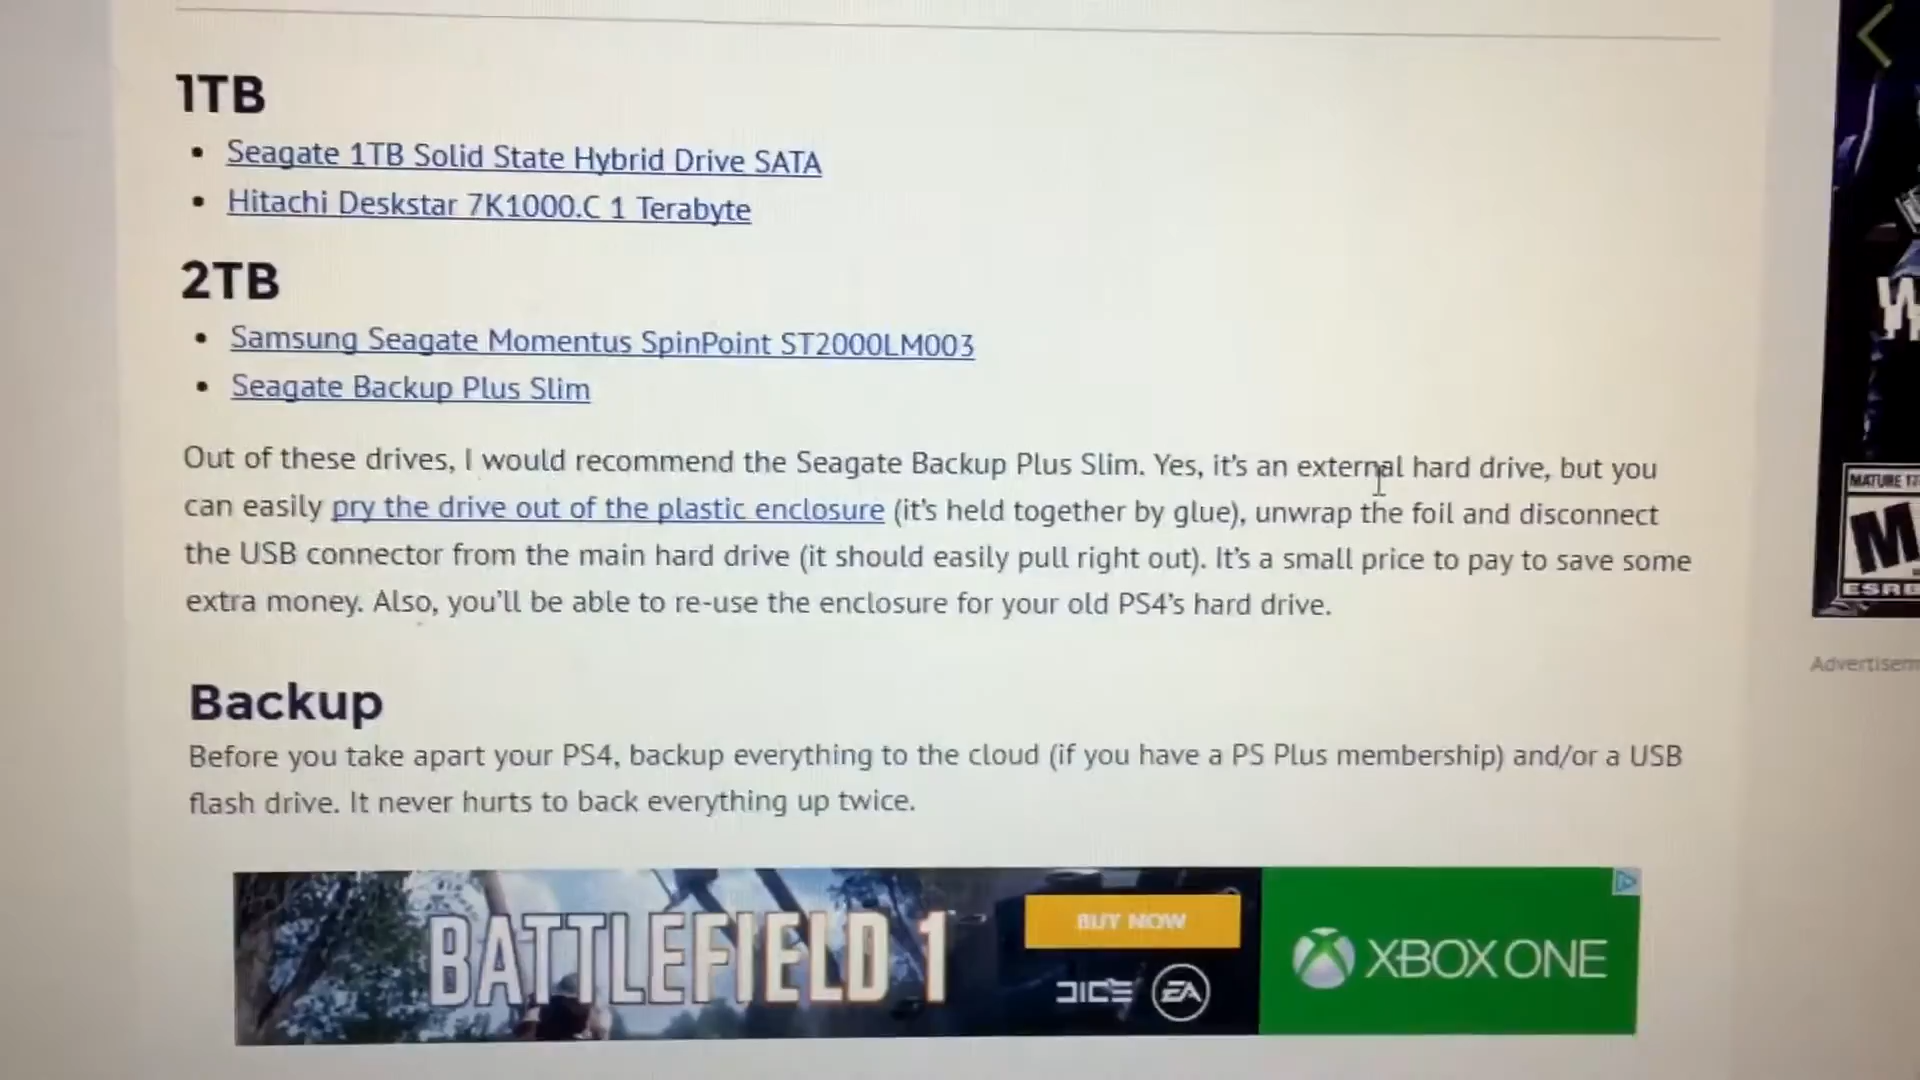 1TB
Seagate 1TB Solid State Hybrid Drive SATA
Hitachi Deskstar 7K1000.C 1 Terabyte
2TB
Samsung Seagate Momentus SpinPoint ST2000LM003
Seagate Backup Plus Slim
Out of these drives, I would recommend the Seagate Backup Plus Slim. Yes, it's an external hard drive, but you
can easily pry the drive out of the plastic enclosure (it's held together by glue), unwrap the foil and disconnect
the USB connector from the main hard drive (it should easily pull right out). It's a small price to pay to save some
extra money. Also, you'll be able to re-use the enclosure for your old PS4's hard drive.
MATURE 17
M
ESRB
Backup
Before you take apart your PS4, backup everything to the cloud (if you have a PS Plus membership) and/or a USB
flash drive. It never hurts to back everything up twice.
BATTLEFIELD 1
BUY NOW
DICE EA
XBOX ONE